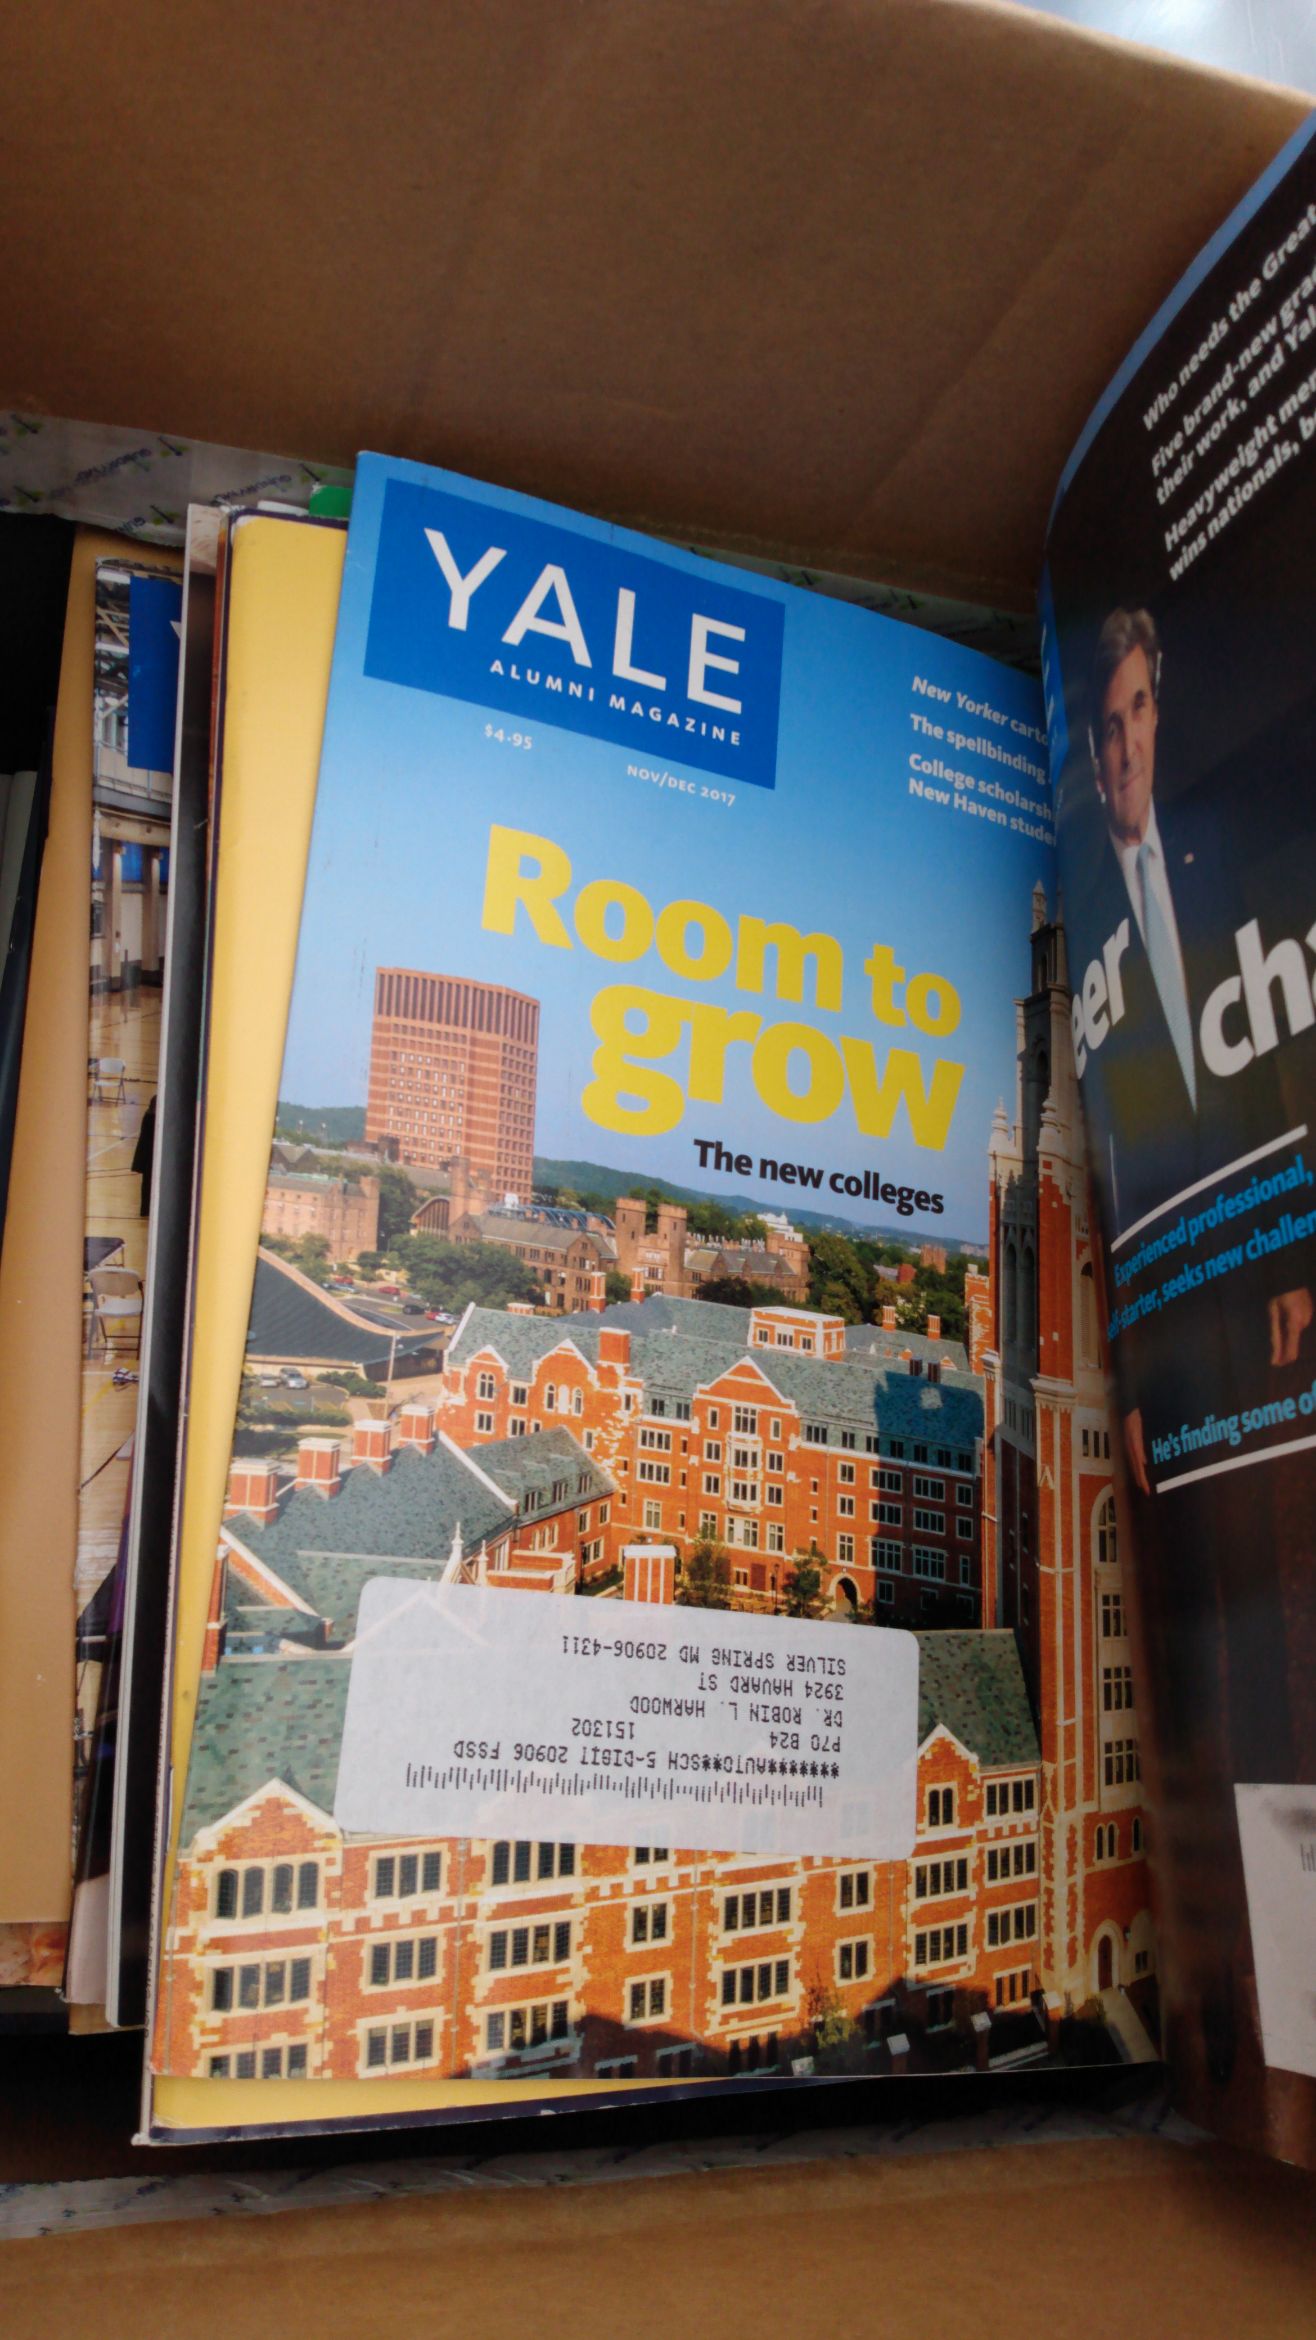 YALE
ALUMNI MAGAZINE
$4.95
NOV/DEC 2017
New Yorker
The spellbinding
College
New Haven
Room to
grow
The new colleges
SILVER SPRING MD 20906-4311
3924 HAVARD ST
DR. ROBIN L. HARWOOD
P70 B24 151302
*********AUTO**SCH 5-DIGIT 20906 FSSD
Who needs the
Five brand-new
their work, and
Heavyweight
wins nationals,
Experienced professional,
self-starter, seeks new
He's finding some